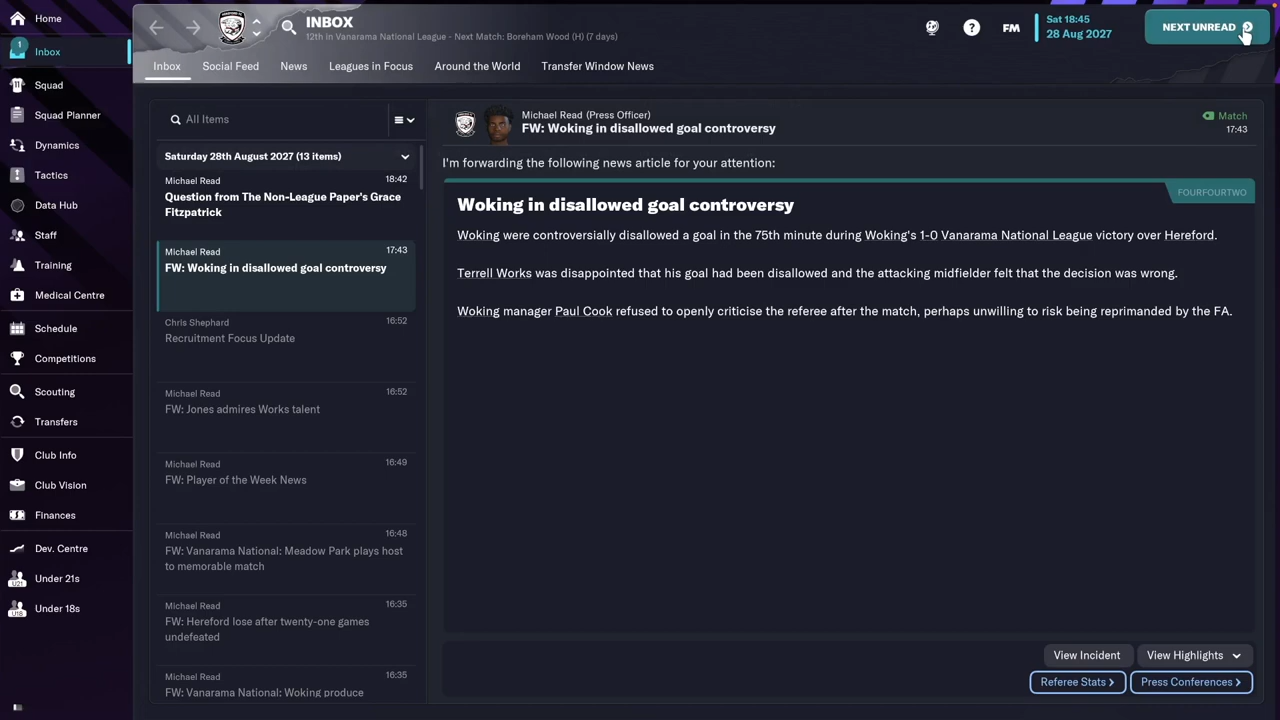 Home
INBOX
12th in Vanarama National League - Next Match: Boreham Wood (H) (7 days)
FM
Sat 18:45
28 Aug 2027
NEXT UNREAD
1
Inbox
Squad
Squad Planner
Dynamics
Tactics
Data Hub
Staff
Training
Medical Centre
Schedule
Competitions
Scouting
Transfers
Club Info
Club Vision
Finances
Dev. Centre
U21
Under 21s
U18
Under 18s
Inbox
Social Feed
News
Leagues in Focus
Around the World
Transfer Window News
All Items
Saturday 28th August 2027 (13 items)
Michael Read
18:42
Question from The Non-League Paper's Grace
Fitzpatrick
Michael Read
17:43
FW: Woking in disallowed goal controversy
Chris Shephard
16:52
Recruitment Focus Update
Michael Read
16:52
FW: Jones admires Works talent
Michael Read
16:49
FW: Player of the Week News
Michael Read
16:48
FW: Vanarama National: Meadow Park plays host
to memorable match
Michael Read
16:35
FW: Hereford lose after twenty-one games
undefeated
Michael Read
16:35
FW: Vanarama National: Woking produce
Michael Read (Press Officer)
FW: Woking in disallowed goal controversy
Match
17:43
I'm forwarding the following news article for your attention:
FOURFOURTWO
Woking in disallowed goal controversy
Woking were controversially disallowed a goal in the 75th minute during Woking's 1-0 Vanarama National League victory over Hereford.
Terrell Works was disappointed that his goal had been disallowed and the attacking midfielder felt that the decision was wrong.
Woking manager Paul Cook refused to openly criticise the referee after the match, perhaps unwilling to risk being reprimanded by the FA.
View Incident
View Highlights
Referee Stats
Press Conferences